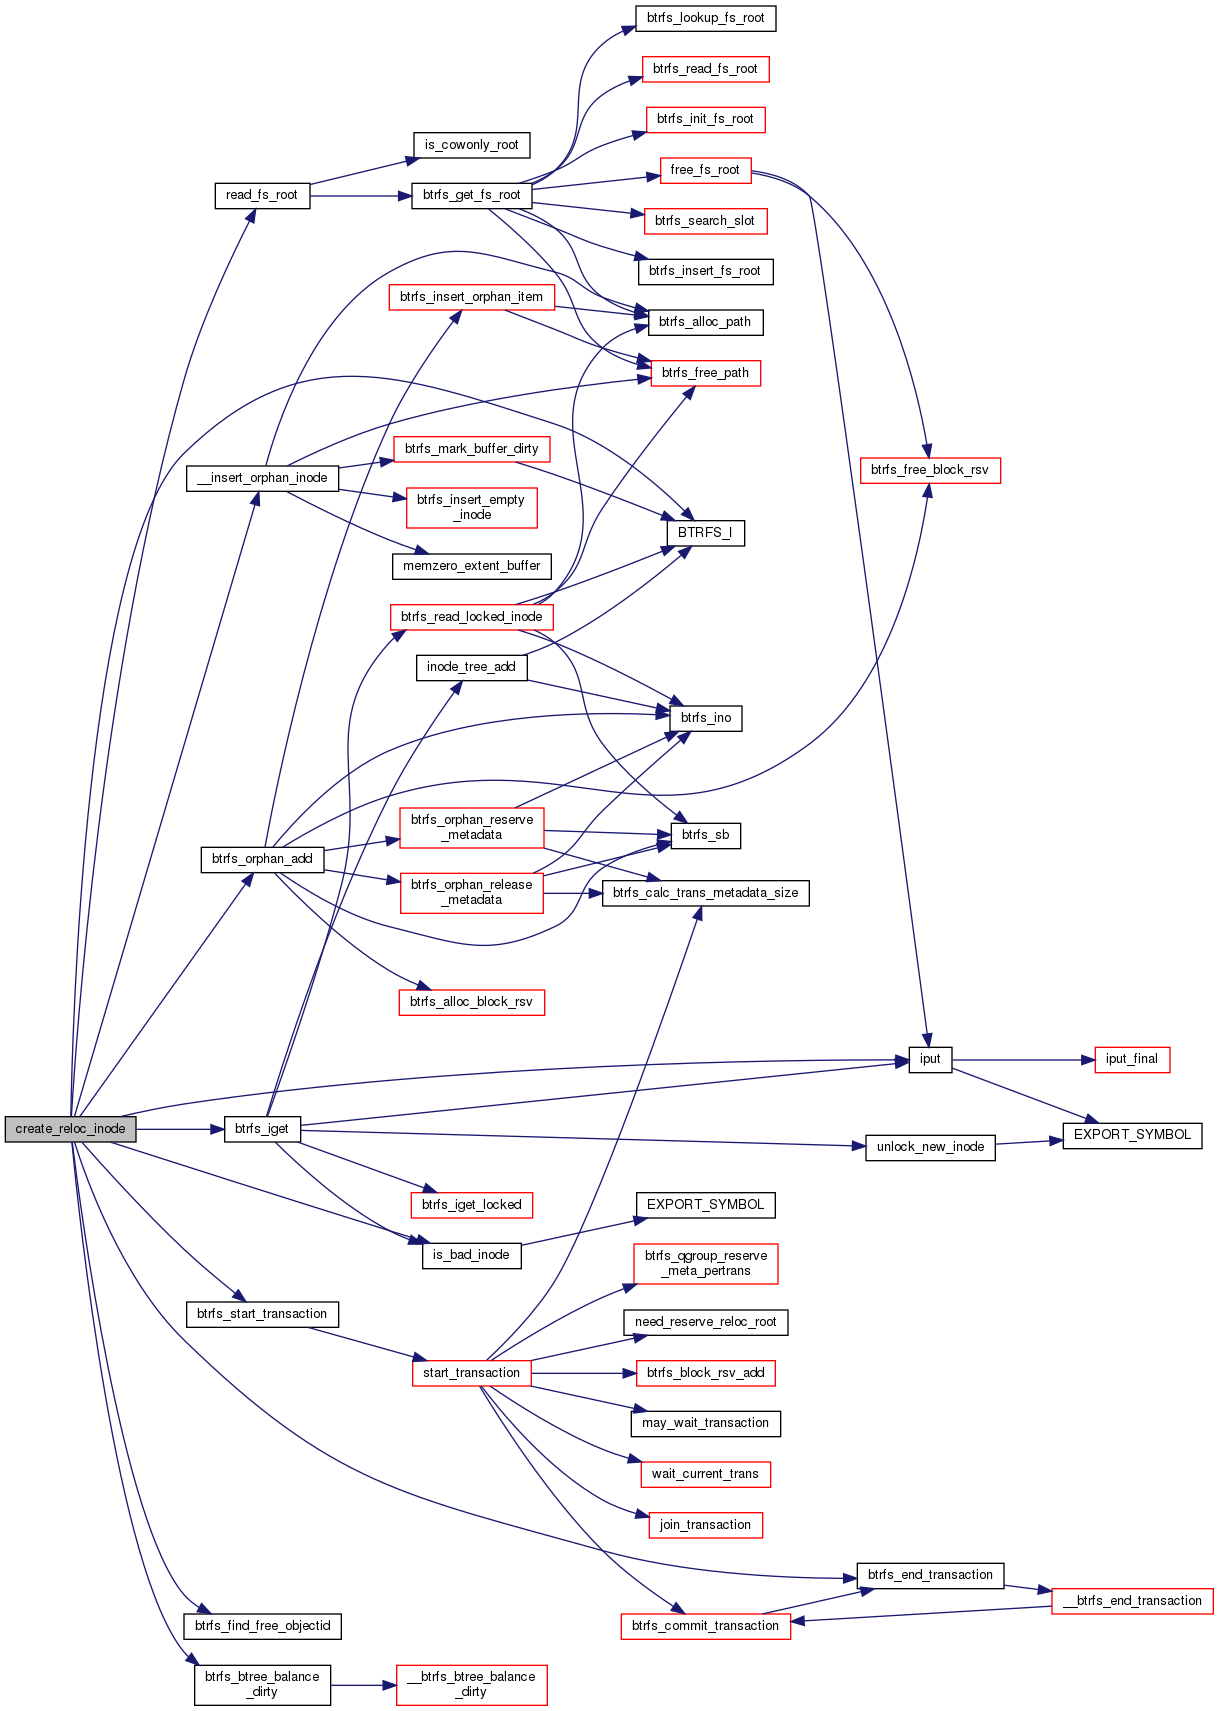 btrfs_lookup_fs_root
btrfs_read_fs_root
btrfs_init_fs_root
is_cowonly_root
free_fs_root
read_fs_root
btrfs_get_fs_root
btrfs_search_slot
btrfs_insert_fs_root
btrfs_insert_orphan_item
btrfs_alloc_path
btrfs_free_path
btrfs_mark_buffer_dirty
btrfs_free_block_rsv
__insert_orphan_inode
btrfs_insert_empty
_inode
BTRFS_I
memzero_extent_buffer
btrfs_read_locked_inode
inode_tree_add
btrfs_ino
btrfs_orphan_reserve
_metadata
btrfs_sb
btrfs_orphan_add
btrfs_orphan_release
_metadata
btrfs_calc_trans_metadata_size
btrfs_alloc_block_rsv
iput
iput_final
create_reloc_inode
btrfs_iget
EXPORT_SYMBOL
unlock_new_inode
btrfs_iget_locked
EXPORT_SYMBOL
is_bad_inode
btrfs_qgroup_reserve
_meta_pertrans
btrfs_start_transaction
need_reserve_reloc_root
start_transaction
btrfs_block_rsv_add
may_wait_transaction
wait_current_trans
join_transaction
btrfs_end_transaction
__btrfs_end_transaction
btrfs_find_free_objectid
btrfs_commit_transaction
btrfs_btree_balance
_dirty
__btrfs_btree_balance
_dirty